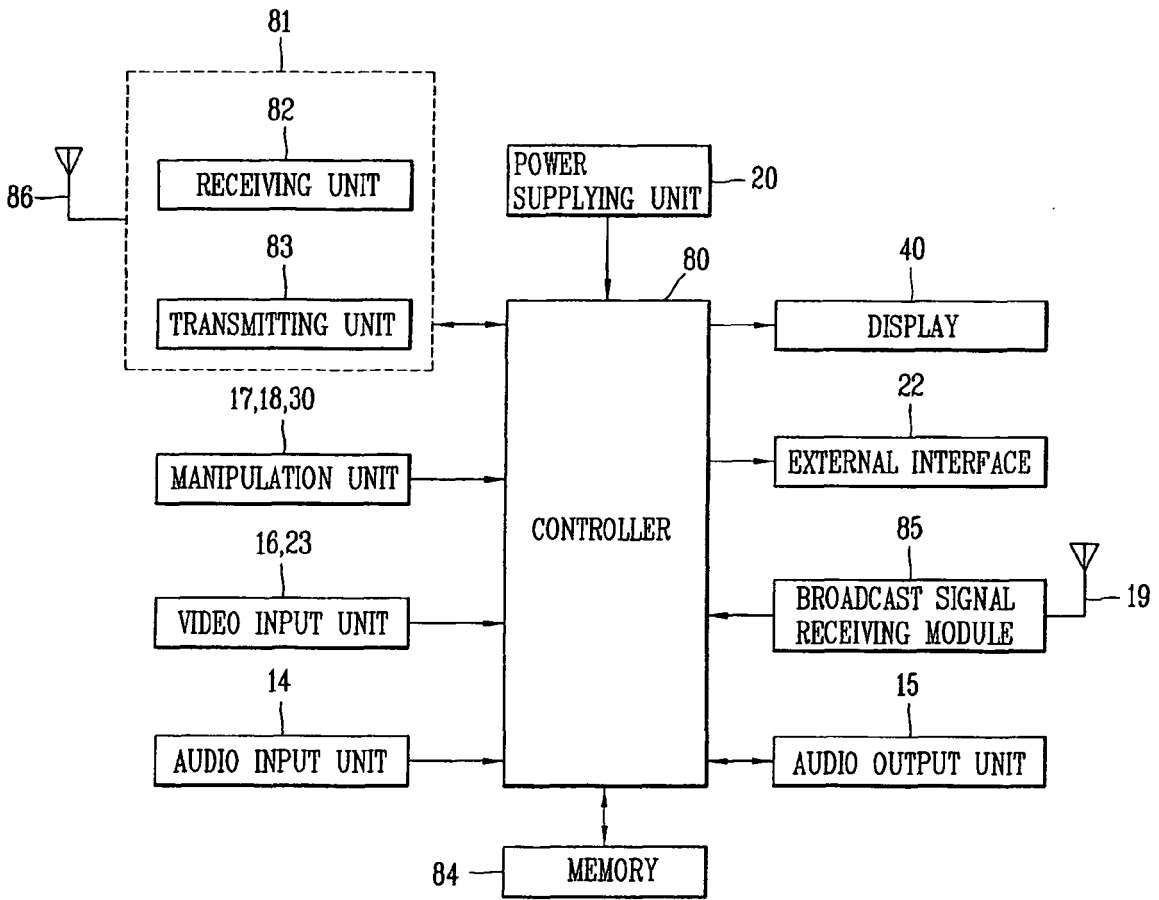 81
82
RECEIVING UNIT
86
83
TRANSMITTING UNIT
POWER
SUPPLYING UNIT
20
80
CONTROLLER
40
DISPLAY
17,18,30
MANIPULATION UNIT
22
EXTERNAL INTERFACE
16,23
VIDEO INPUT UNIT
85
BROADCAST SIGNAL
RECEIVING MODULE
19
14
AUDIO INPUT UNIT
15
AUDIO OUTPUT UNIT
84
MEMORY